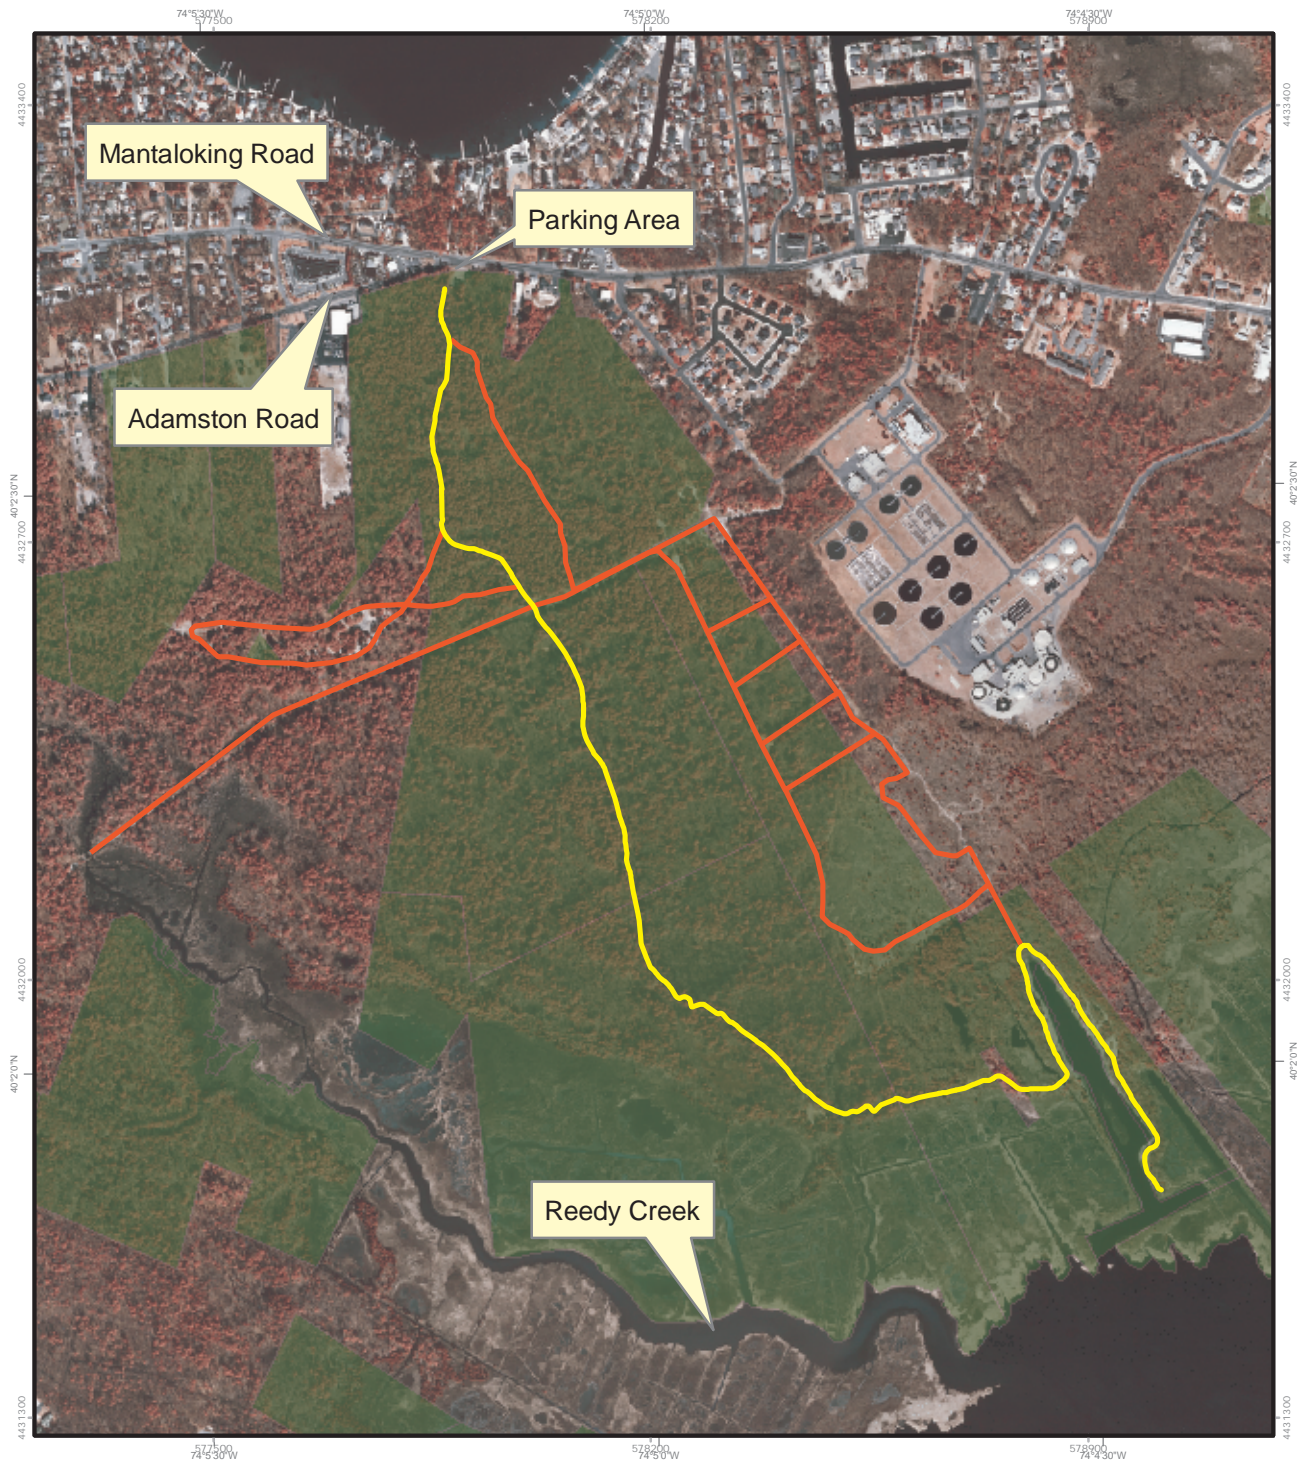 74°5'30"W 74°5'0"W 74°4'30"W
577500 578200 578900
4433400 4433400
Mantaloking Road
Parking Area
Adamston Road
40°2'30"N 40°2'30"N
4432700 4432700
4432000 4432000
40°2'0"N 40°2'0"N
Reedy Creek
4431300 4431300
577500 578200 578900
74°5'30"W 74°5'0"W 74°4'30"W